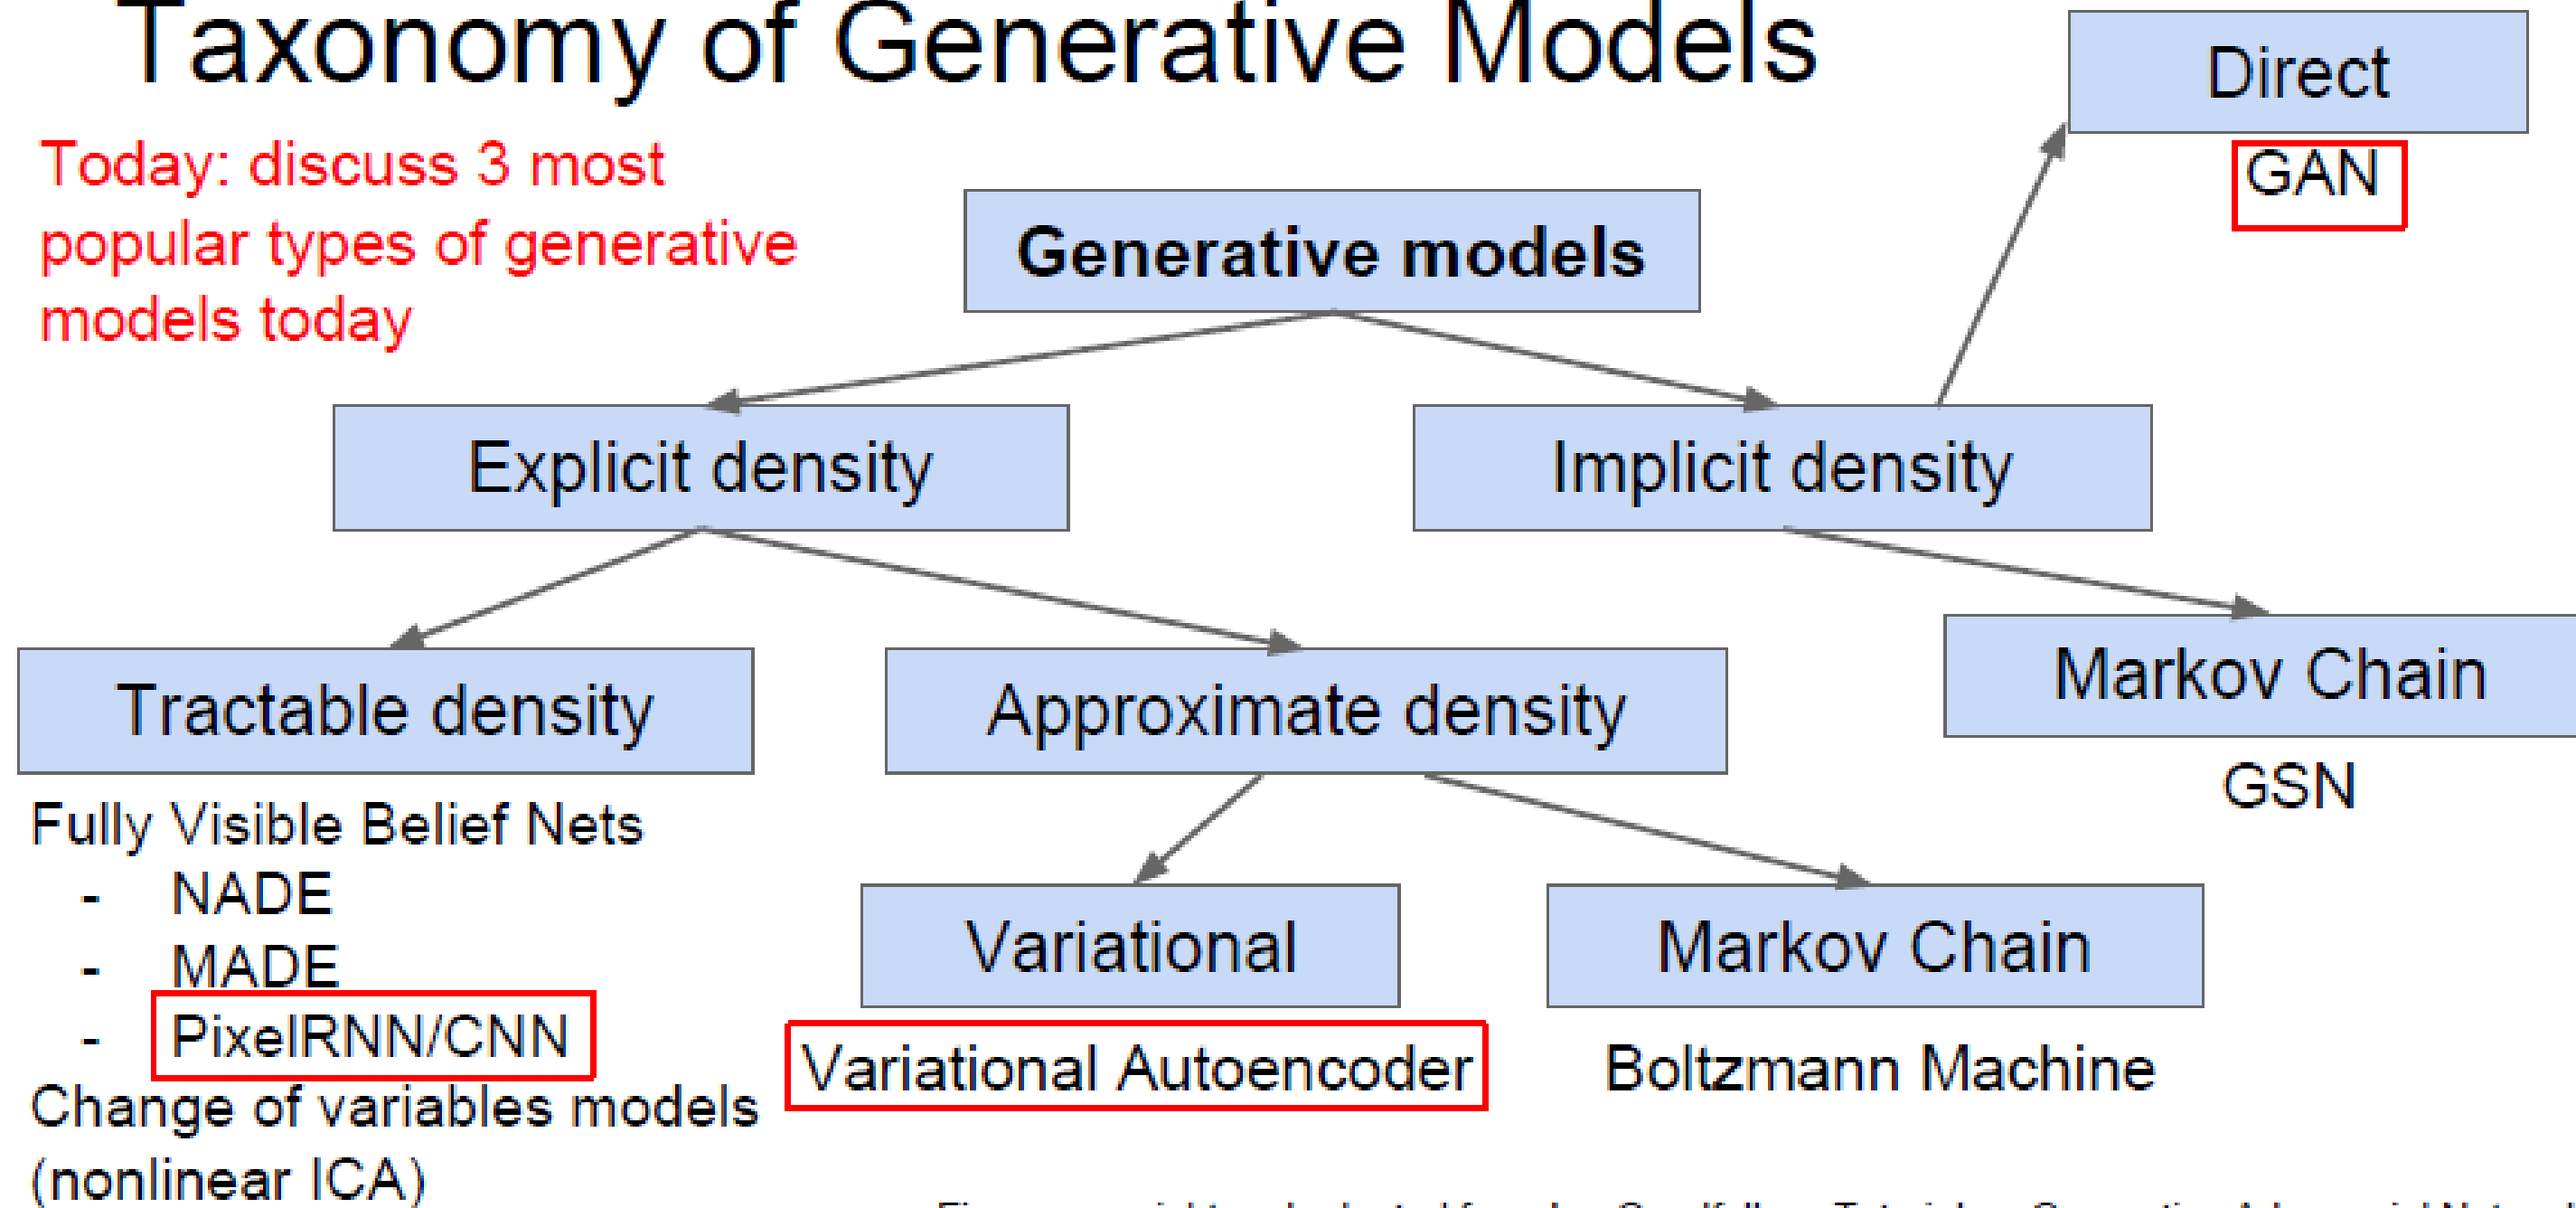 Taxonomy of Generative Models
Direct
GAN
Today: discuss 3 most
popular types of generative
models today
Generative models
Explicit density
Implicit density
Tractable density
Approximate density
Markov Chain
GSN
Fully Visible Belief Nets
- NADE
- MADE
- PixelRNN/CNN
Change of variables models
(nonlinear ICA)
Variational
Markov Chain
Variational Autoencoder
Boltzmann Machine